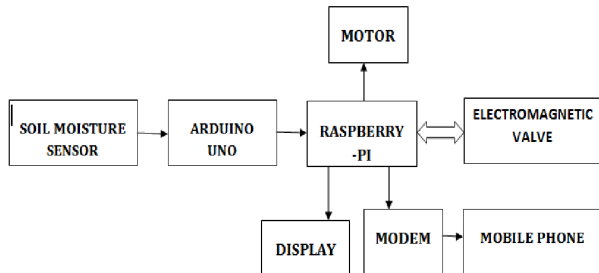 MOTOR
SOIL MOISTURE
SENSOR
ARDUINO
UNO
RASPBERRY
-PI
ELECTROMAGNETIC
VALVE
DISPLAY
MODEM
MOBILE PHONE